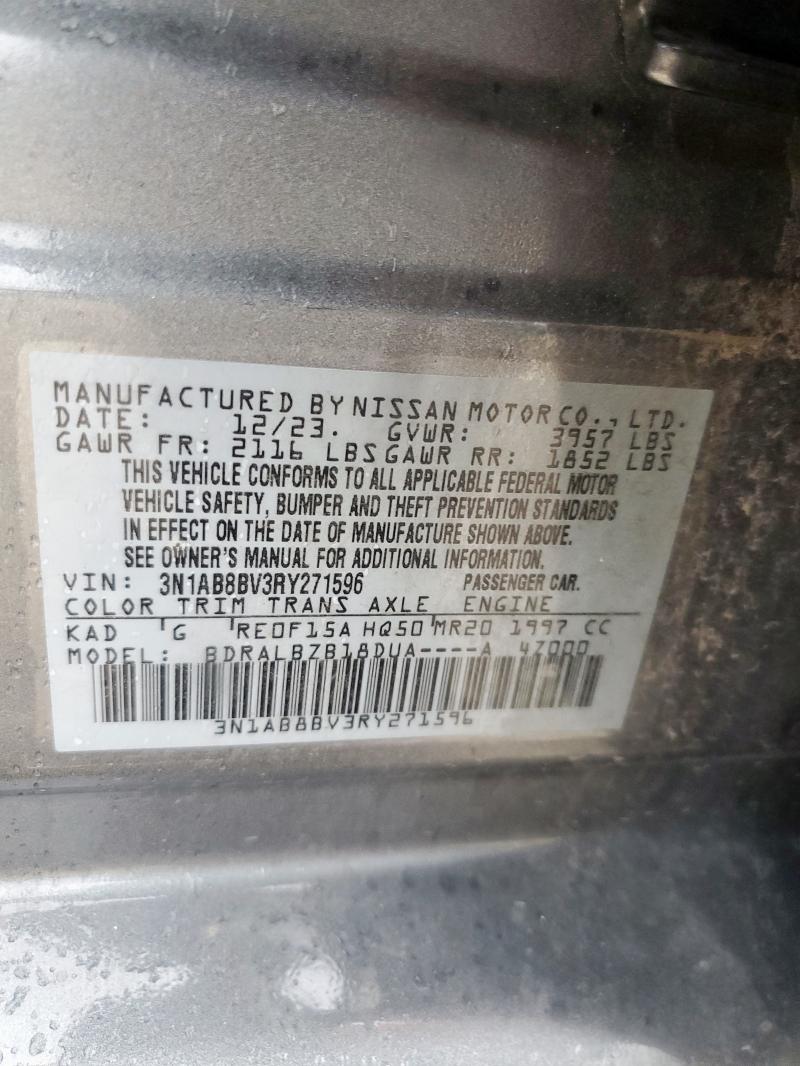 MANUFACTURED BY NISSAN MOTOR CO., LTD.
DATE: 12/23. GVWR: 3957 LBS
GAWR FR: 2116 LBS GAWR RR: 1852 LBS
THIS VEHICLE CONFORMS TO ALL APPLICABLE FEDERAL MOTOR
VEHICLE SAFETY, BUMPER AND THEFT PREVENTION STANDARDS
IN EFFECT ON THE DATE OF MANUFACTURE SHOWN ABOVE.
SEE OWNER'S MANUAL FOR ADDITIONAL INFORMATION.
VIN: 3N1AB8BV3RY271596 PASSENGER CAR.
COLOR TRIM TRANS AXLE ENGINE
KAD G RE0F15A HQ50 MR20 1997 CC
MODEL: BDRALBZB18DUA----A 4Z000
3N1AB8BV3RY271596